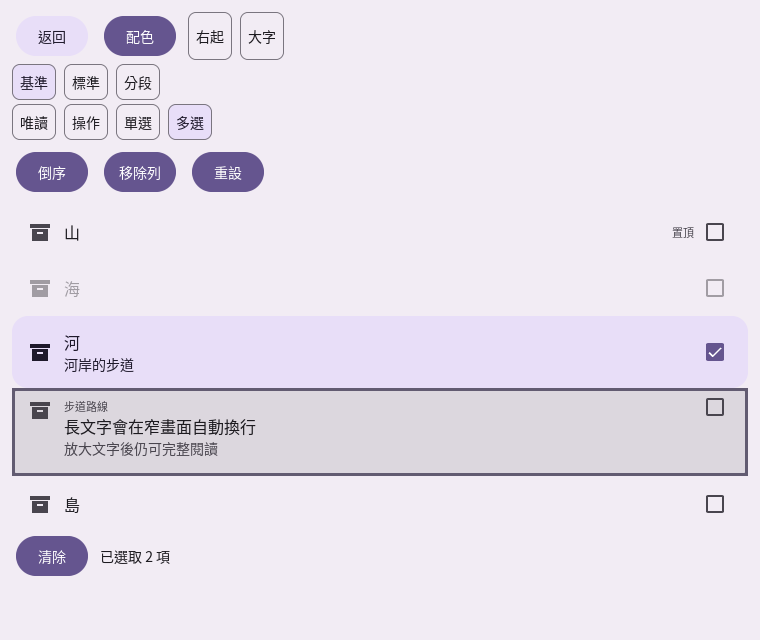 返回 配色 右起 大字
基準 標準 分段
唯讀 操作 單選 多選
倒序 移除列 重設
山 置頂
海
河
河岸的步道
步道路線
長文字會在窄畫面自動換行
放大文字後仍可完整閱讀
島
清除 已選取 2 項